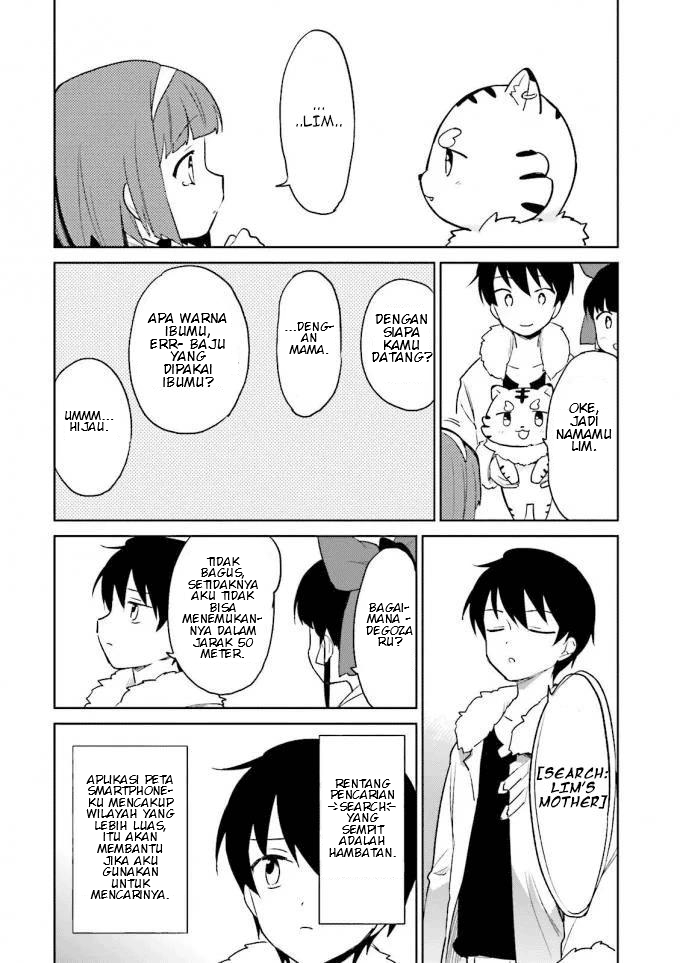 ...
..LIM..
OKE,
JADI
NAMAMU
LIM.
DENGAN
SIAPA
KAMU
DATANG?
...DENG-
AN
MAMA.
APA WARNA
IBUMU,
ERR- BAJU
YANG
DIPAKAI
IBUMU?
UMMM...
HIJAU.
[SEARCH:
LIM'S
MOTHER]
BAGAI-
MANA -
DEGOZA
RU?
TIDAK
BAGUS,
SETIDAKNYA
AKU TIDAK
BISA
MENEMUKAN-
NYA DALAM
JARAK 50
METER.
RENTANG
PENCARIAN
-»SEARCH«-
YANG
SEMPIT
ADALAH
HAMBATAN.
APLIKASI PETA
SMARTPHONE-
KU MENCAKUP
WILAYAH YANG
LEBIH LUAS,
ITU AKAN
MEMBANTU
JIKA AKU
GUNAKAN
UNTUK
MENCARINYA.